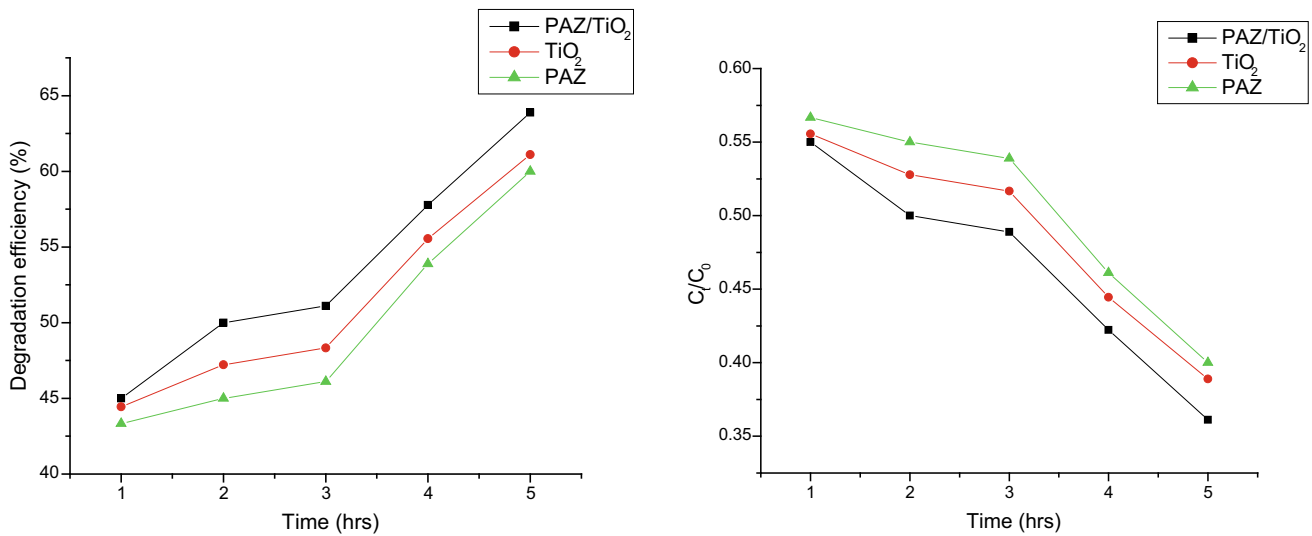 PAZ/TiO₂
TiO₂
PAZ
65
60
55
50
45
40
Degradation efficiency (%)
1 2 3 4 5
Time (hrs)
PAZ/TiO₂
TiO₂
PAZ
0.60
0.55
0.50
0.45
0.40
0.35
Cₜ/C₀
1 2 3 4 5
Time (hrs)